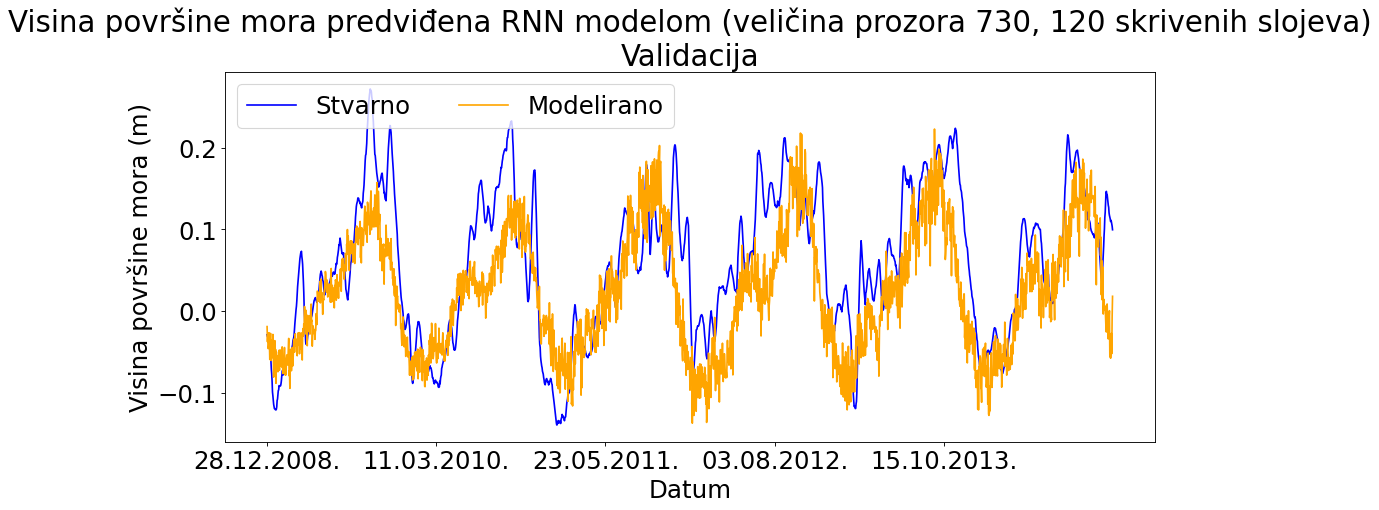 Visina površine mora predviđena RNN modelom (veličina prozora 730, 120 skrivenih slojeva)
Validacija
Stvarno Modelirano
Visina površine mora (m)
0.2
0.1
0.0
−0.1
28.12.2008. 11.03.2010. 23.05.2011. 03.08.2012. 15.10.2013.
Datum